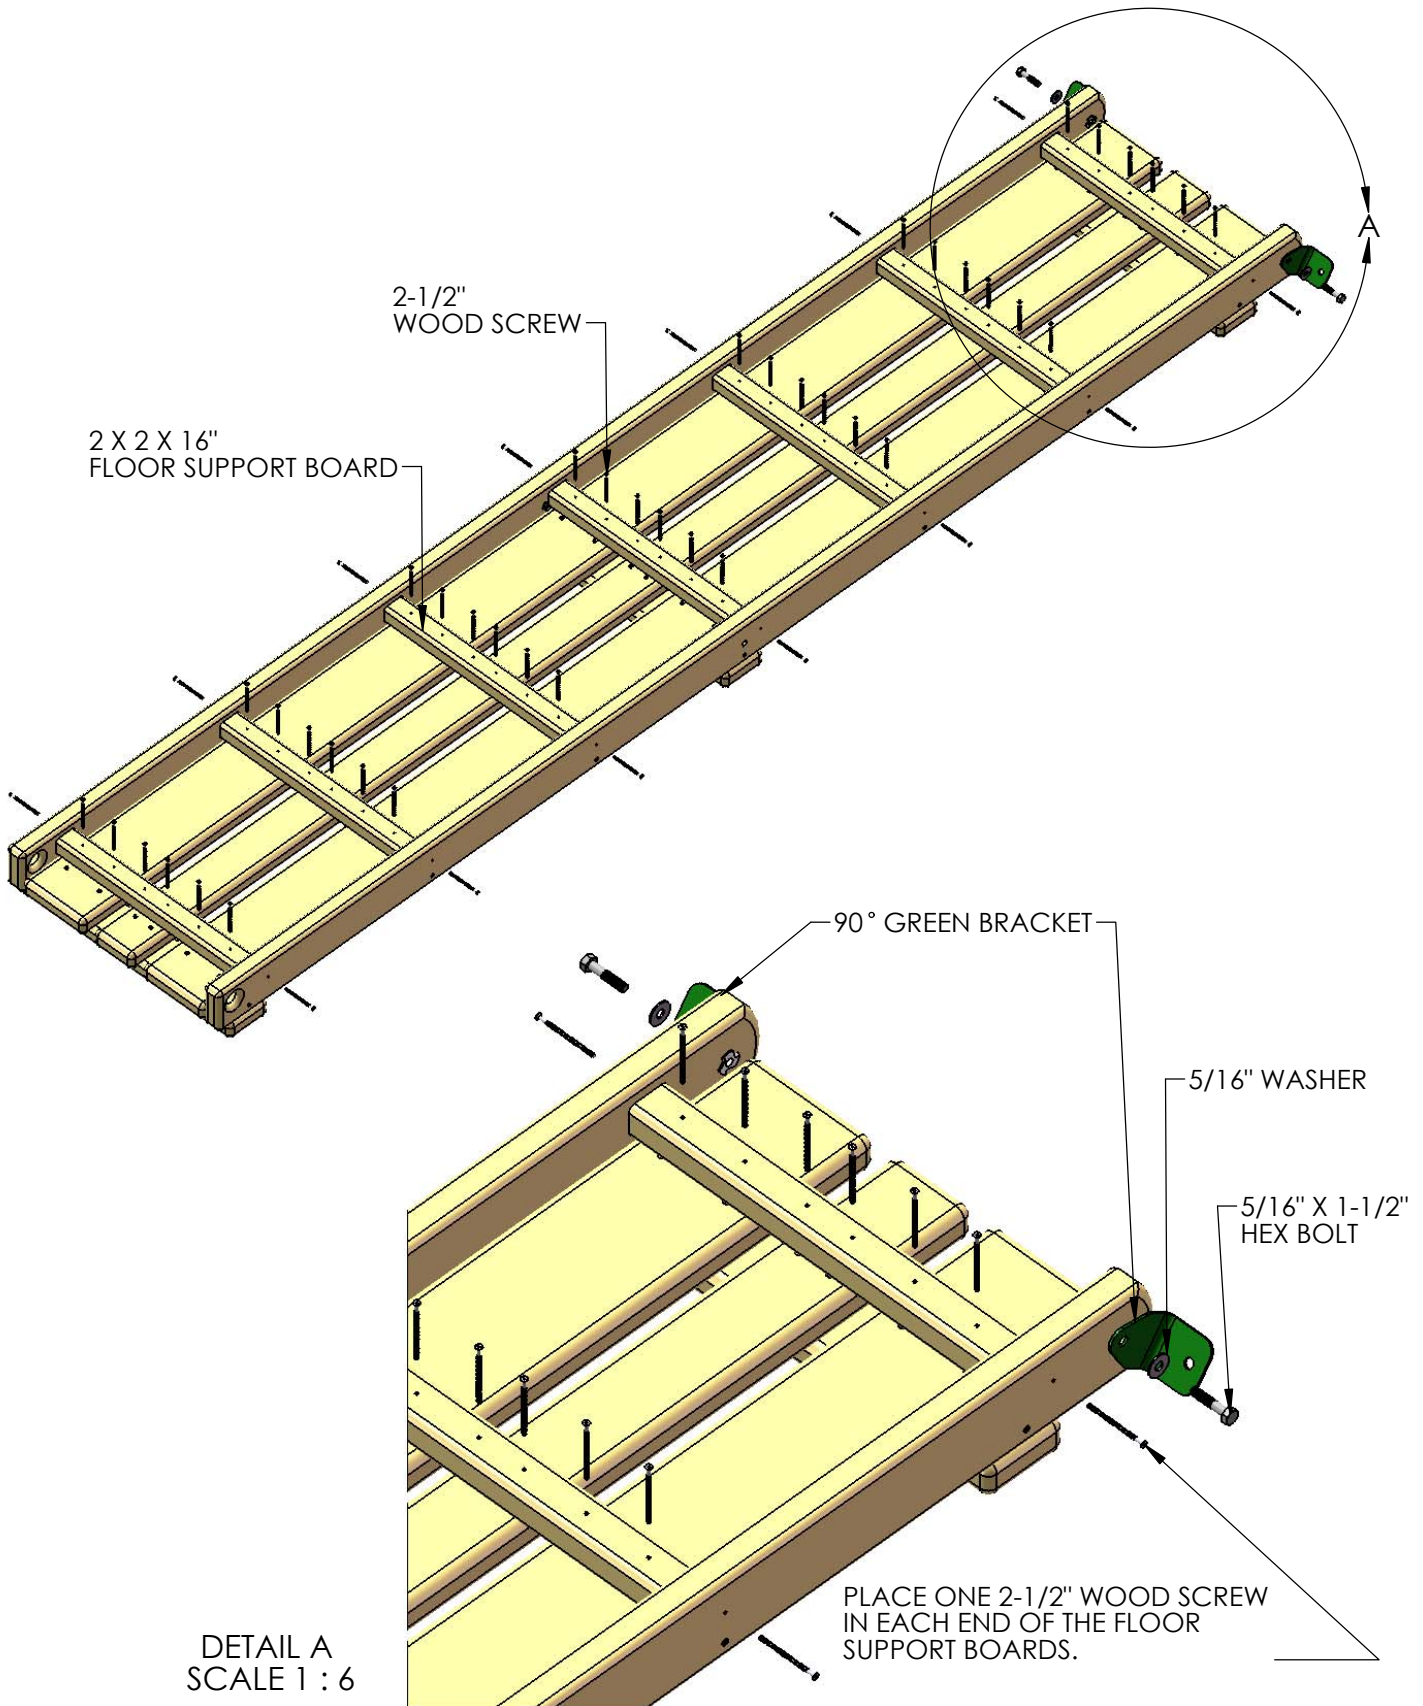 A
2-1/2"
WOOD SCREW
2 X 2 X 16"
FLOOR SUPPORT BOARD
90° GREEN BRACKET
5/16" WASHER
5/16" X 1-1/2"
HEX BOLT
PLACE ONE 2-1/2" WOOD SCREW
IN EACH END OF THE FLOOR
SUPPORT BOARDS.
DETAIL A
SCALE 1 : 6